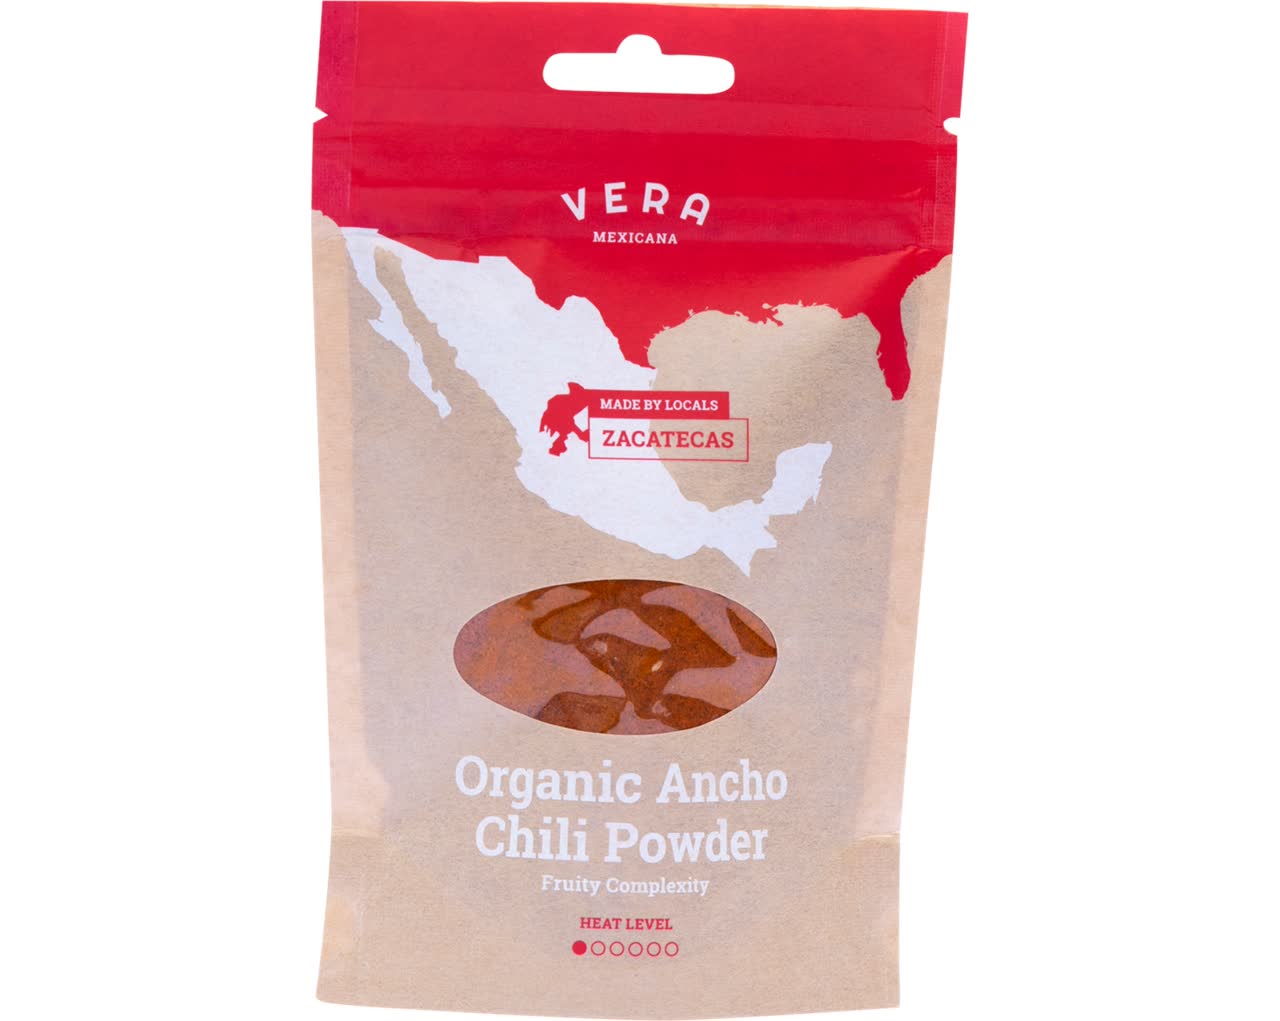 VERA
MEXICANA
MADE BY LOCALS
ZACATECAS
Organic Ancho
Chili Powder
Fruity Complexity
HEAT LEVEL